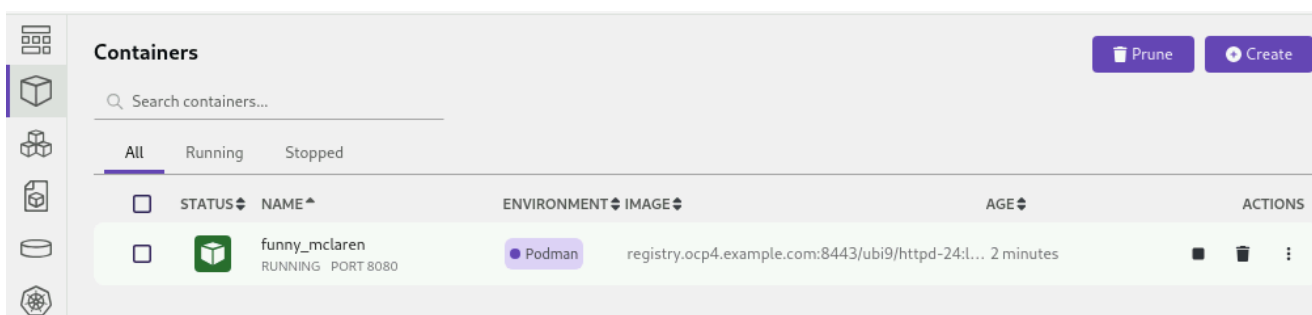 Containers
Prune
Create
Search containers...
All Running Stopped
STATUS NAME ENVIRONMENT IMAGE AGE ACTIONS
funny_mclaren
RUNNING PORT 8080
Podman registry.ocp4.example.com:8443/ubi9/httpd-24:l... 2 minutes